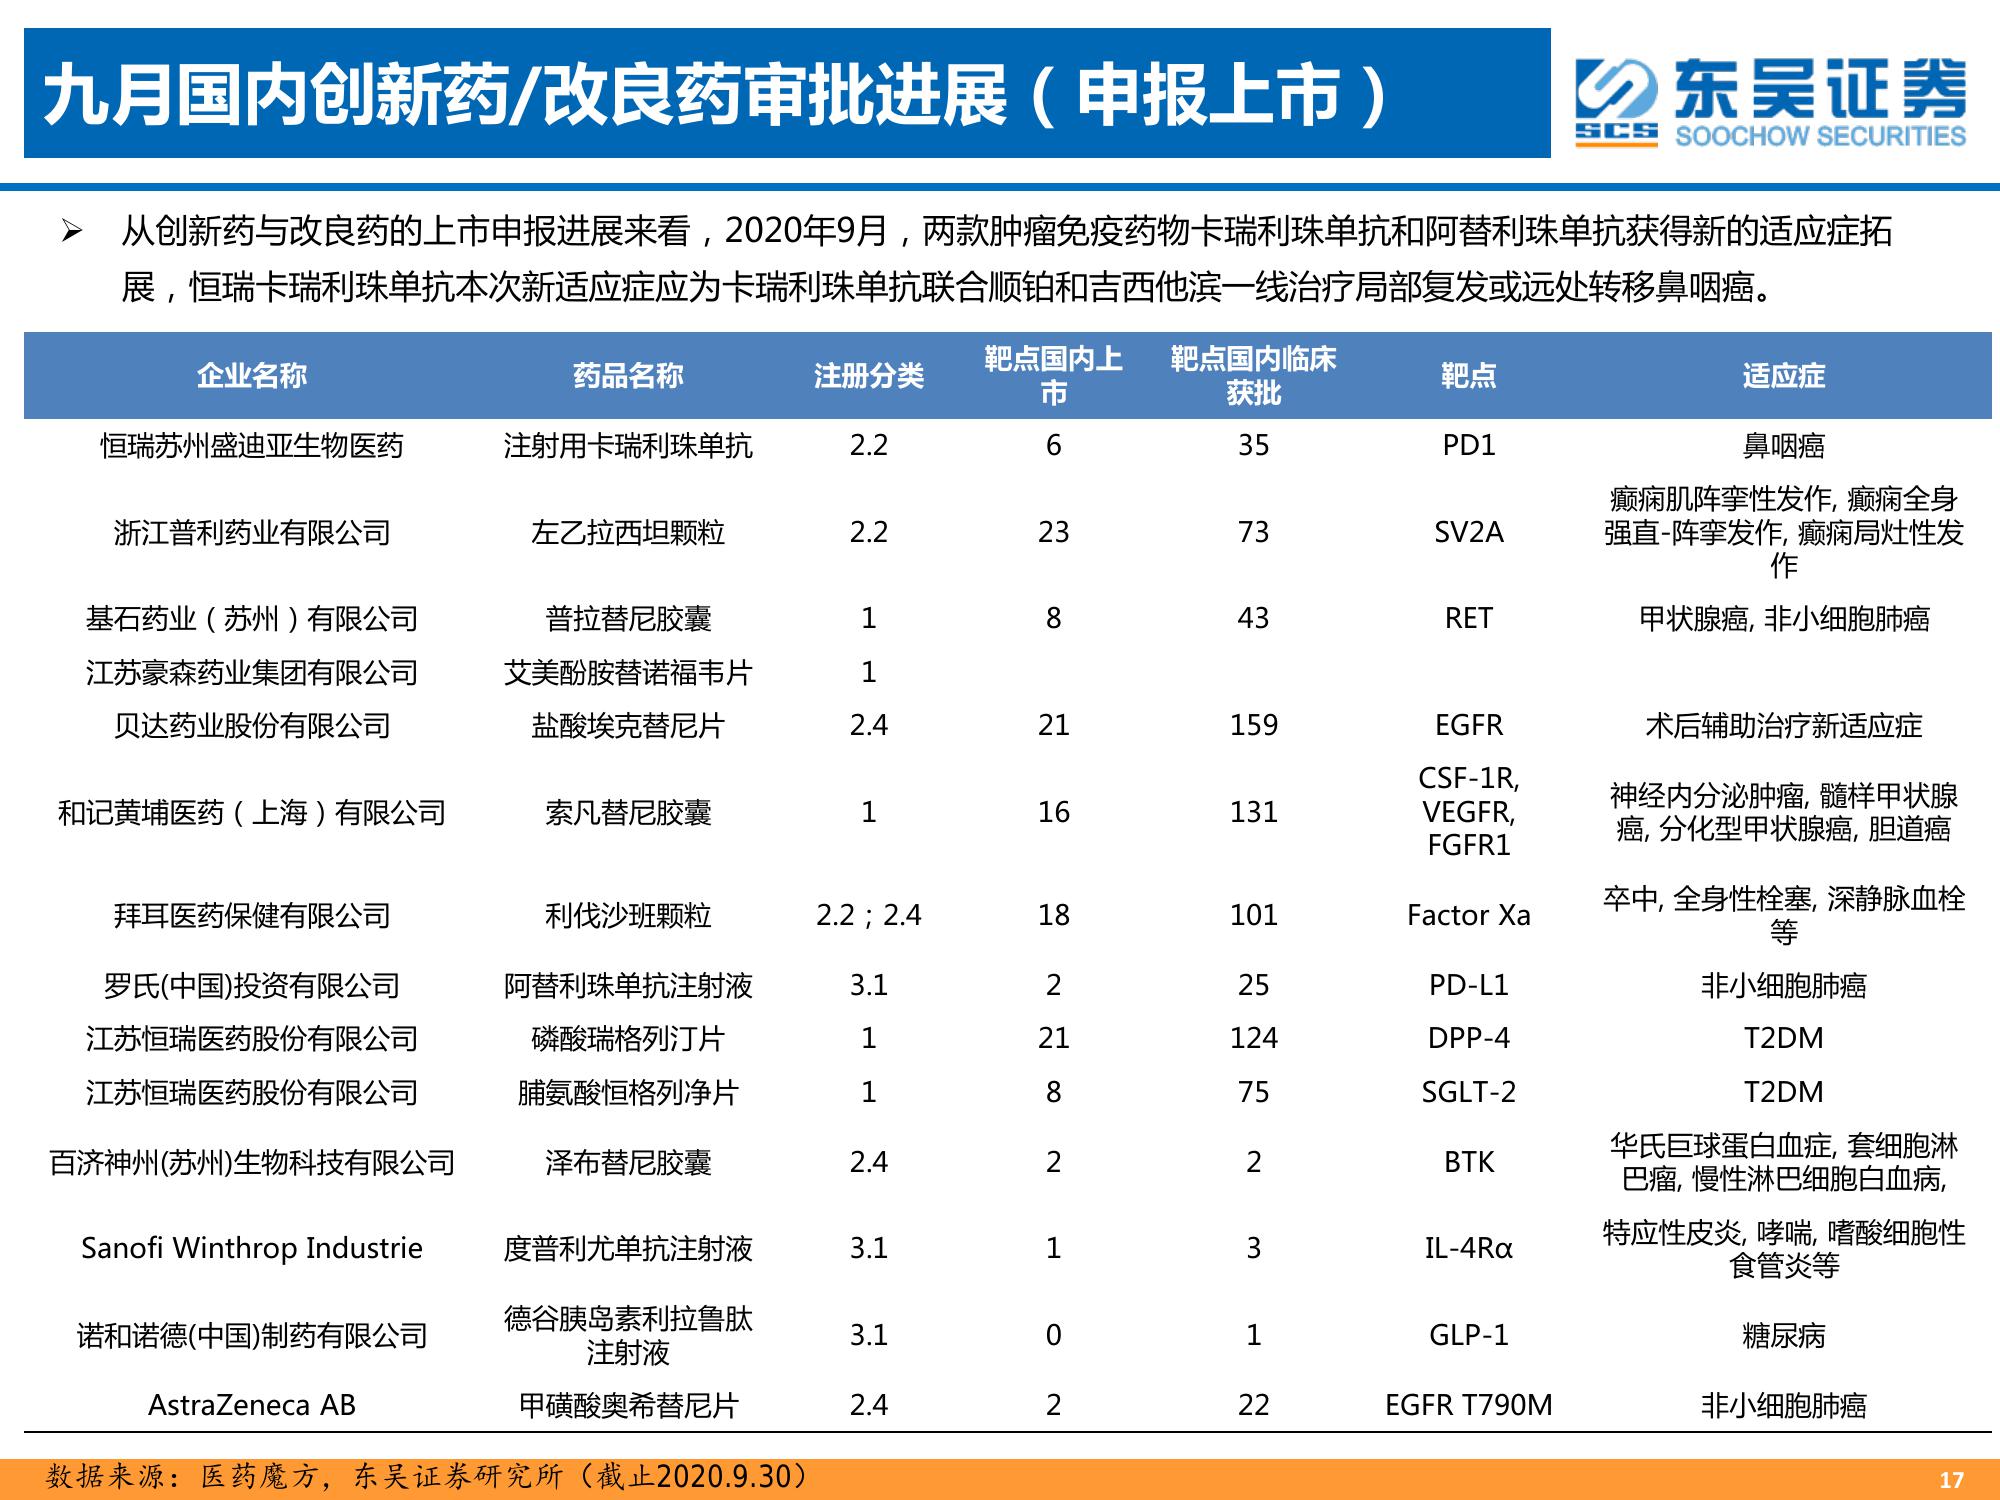 九月国内创新药/改良药审批进展（申报上市）
东吴证券
SCS
SOOCHOW SECURITIES
➢ 从创新药与改良药的上市申报进展来看，2020年9月，两款肿瘤免疫药物卡瑞利珠单抗和阿替利珠单抗获得新的适应症拓
展，恒瑞卡瑞利珠单抗本次新适应症应为卡瑞利珠单抗联合顺铂和吉西他滨一线治疗局部复发或远处转移鼻咽癌。
企业名称 药品名称 注册分类 靶点国内上 靶点国内临床 靶点 适应症
市 获批
恒瑞苏州盛迪亚生物医药 注射用卡瑞利珠单抗 2.2 6 35 PD1 鼻咽癌
癫痫肌阵挛性发作, 癫痫全身
浙江普利药业有限公司 左乙拉西坦颗粒 2.2 23 73 SV2A 强直-阵挛发作, 癫痫局灶性发
作
基石药业（苏州）有限公司 普拉替尼胶囊 1 8 43 RET 甲状腺癌, 非小细胞肺癌
江苏豪森药业集团有限公司 艾美酚胺替诺福韦片 1
贝达药业股份有限公司 盐酸埃克替尼片 2.4 21 159 EGFR 术后辅助治疗新适应症
CSF-1R,
和记黄埔医药（上海）有限公司 索凡替尼胶囊 1 16 131 VEGFR, 神经内分泌肿瘤, 髓样甲状腺
FGFR1 癌, 分化型甲状腺癌, 胆道癌
拜耳医药保健有限公司 利伐沙班颗粒 2.2；2.4 18 101 Factor Xa 卒中, 全身性栓塞, 深静脉血栓
等
罗氏(中国)投资有限公司 阿替利珠单抗注射液 3.1 2 25 PD-L1 非小细胞肺癌
江苏恒瑞医药股份有限公司 磷酸瑞格列汀片 1 21 124 DPP-4 T2DM
江苏恒瑞医药股份有限公司 脯氨酸恒格列净片 1 8 75 SGLT-2 T2DM
百济神州(苏州)生物科技有限公司 泽布替尼胶囊 2.4 2 2 BTK 华氏巨球蛋白血症, 套细胞淋
巴瘤, 慢性淋巴细胞白血病,
Sanofi Winthrop Industrie 度普利尤单抗注射液 3.1 1 3 IL-4Rα 特应性皮炎, 哮喘, 嗜酸细胞性
食管炎等
诺和诺德(中国)制药有限公司 德谷胰岛素利拉鲁肽 3.1 0 1 GLP-1 糖尿病
注射液
AstraZeneca AB 甲磺酸奥希替尼片 2.4 2 22 EGFR T790M 非小细胞肺癌
数据来源：医药魔方，东吴证券研究所（截止2020.9.30）
17